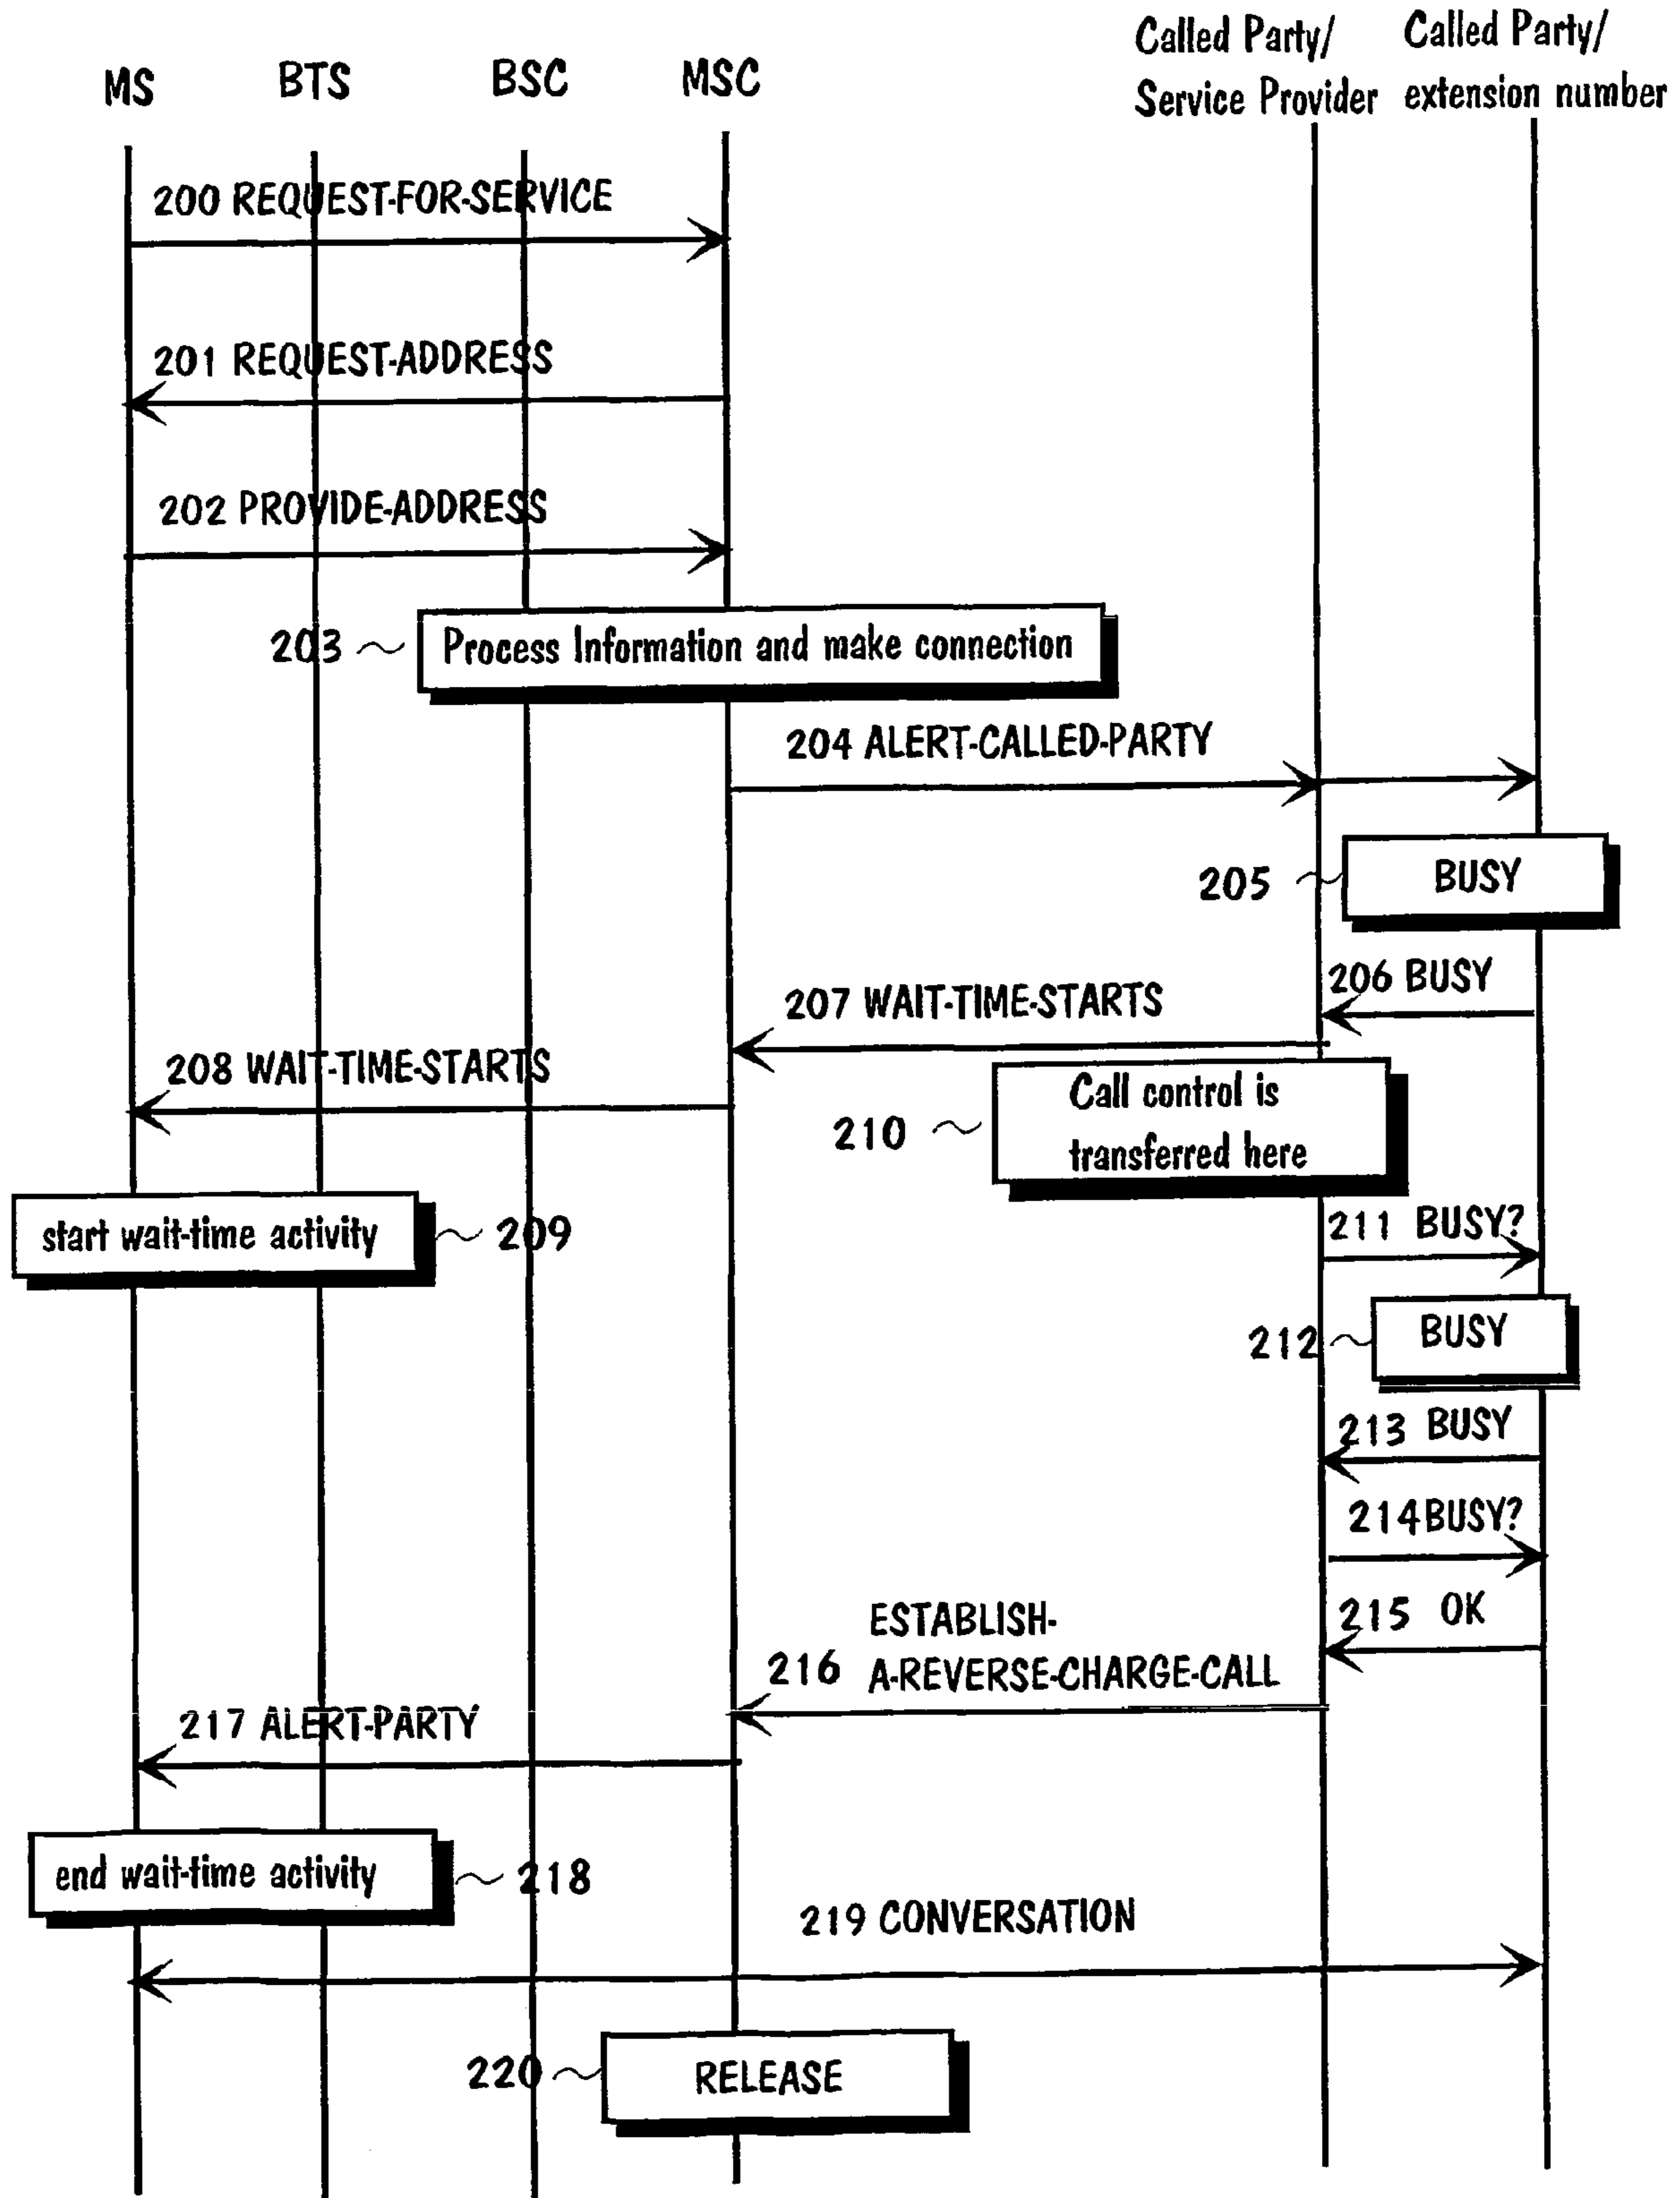 MS
BTS
BSC
MSC
Called Party/
Service Provider
Called Party/
extension number
200 REQUEST-FOR-SERVICE
201 REQUEST-ADDRESS
202 PROVIDE-ADDRESS
203
Process Information and make connection
204 ALERT-CALLED-PARTY
205
BUSY
206 BUSY
207 WAIT-TIME-STARTS
208 WAIT-TIME-STARTS
210
Call control is
transferred here
start wait-time activity
209
211 BUSY?
212
BUSY
213 BUSY
214 BUSY?
215 OK
216
ESTABLISH-
A-REVERSE-CHARGE-CALL
217 ALERT-PARTY
end wait-time activity
218
219 CONVERSATION
220
RELEASE